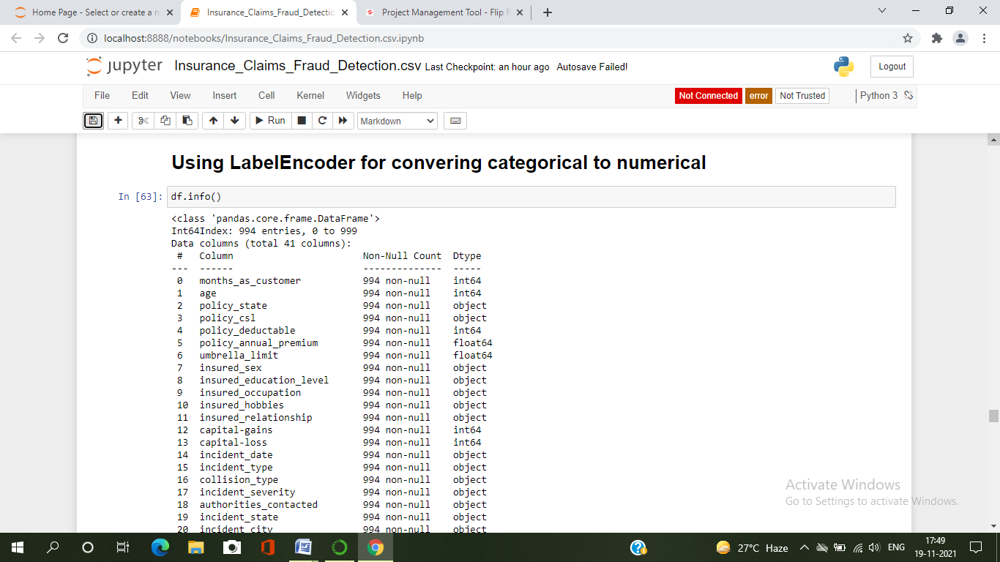 Home Page - Select or create a n
Insurance_Claims_Fraud_Detectio
Project Management Tool - Flip R
localhost:8888/notebooks/Insurance_Claims_Fraud_Detection.csv.ipynb
jupyter Insurance_Claims_Fraud_Detection.csv Last Checkpoint: an hour ago Autosave Failed! Logout
File Edit View Insert Cell Kernel Widgets Help Not Connected error Not Trusted Python 3
Run Markdown
Using LabelEncoder for convering categorical to numerical
In [63]: df.info()
<class 'pandas.core.frame.DataFrame'>
Int64Index: 994 entries, 0 to 999
Data columns (total 41 columns):
# Column Non-Null Count Dtype
--- ------ -------------- -----
0 months_as_customer 994 non-null int64
1 age 994 non-null int64
2 policy_state 994 non-null object
3 policy_csl 994 non-null object
4 policy_deductable 994 non-null int64
5 policy_annual_premium 994 non-null float64
6 umbrella_limit 994 non-null float64
7 insured_sex 994 non-null object
8 insured_education_level 994 non-null object
9 insured_occupation 994 non-null object
10 insured_hobbies 994 non-null object
11 insured_relationship 994 non-null object
12 capital-gains 994 non-null int64
13 capital-loss 994 non-null int64
14 incident_date 994 non-null object
15 incident_type 994 non-null object
16 collision_type 994 non-null object
17 incident_severity 994 non-null object
18 authorities_contacted 994 non-null object
19 incident_state 994 non-null object
20 incident_city 994 non-null object
Activate Windows
Go to Settings to activate Windows.
27°C Haze ENG 17:49
19-11-2021